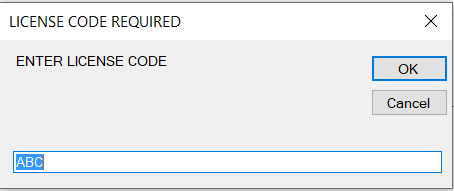 LICENSE CODE REQUIRED
ENTER LICENSE CODE
OK
Cancel
ABC